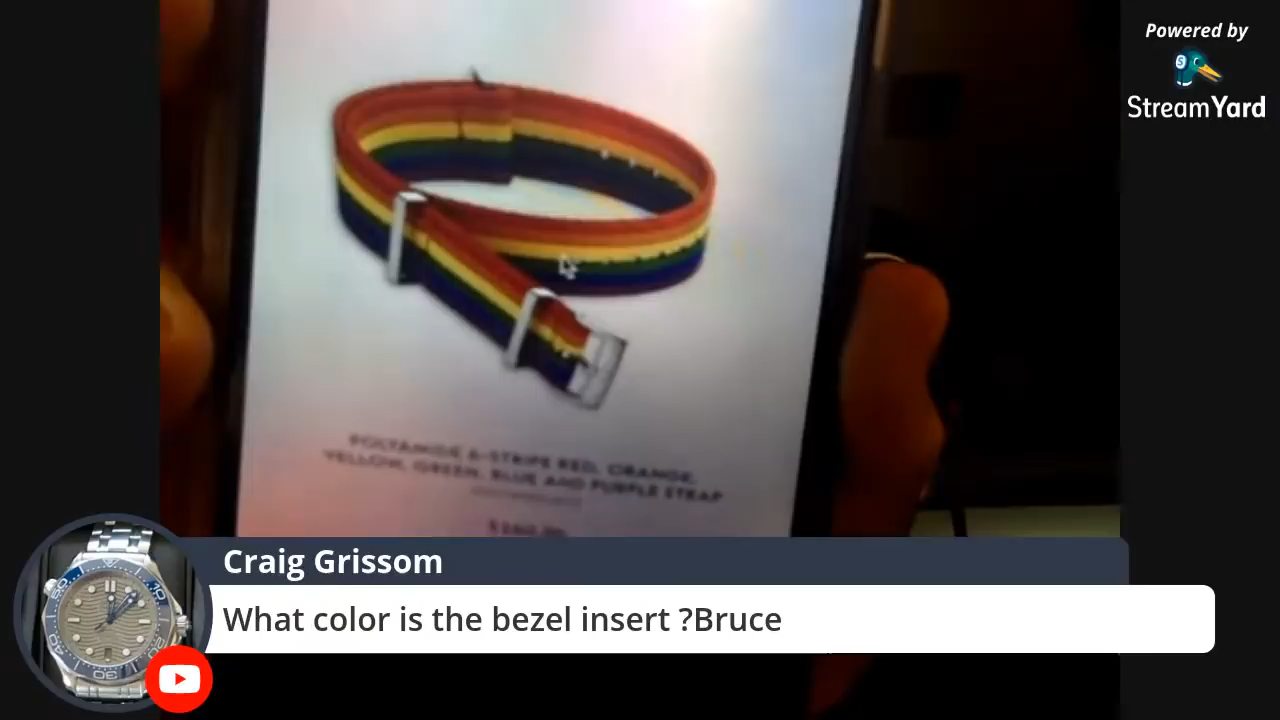 Powered by
StreamYard
POLYAMIDE 6-STRIPE RED, ORANGE,
YELLOW, GREEN, BLUE AND PURPLE STRAP
Craig Grissom
What color is the bezel insert ?Bruce